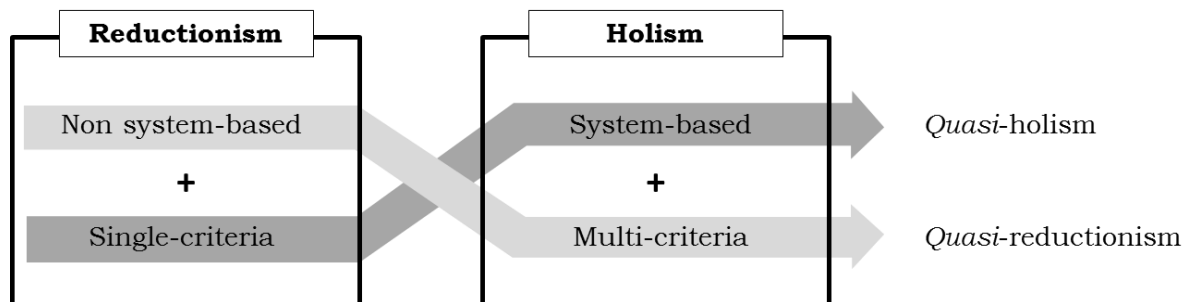 Reductionism
Holism
Non system-based
System-based
Quasi-holism
+
+
Single-criteria
Multi-criteria
Quasi-reductionism